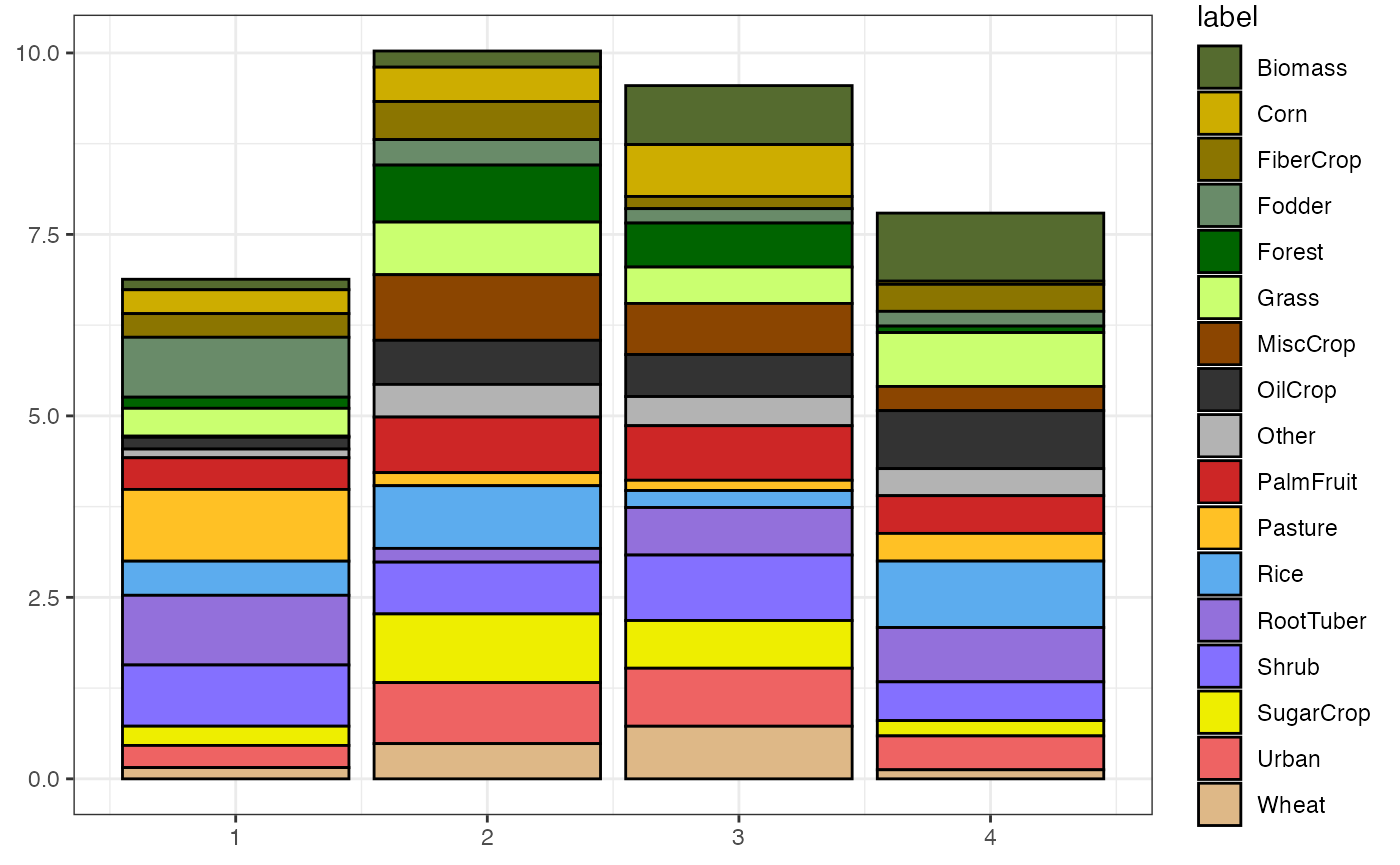 label
10.0
7.5
5.0
2.5
0.0
1 2 3 4
Biomass
Corn
FiberCrop
Fodder
Forest
Grass
MiscCrop
OilCrop
Other
PalmFruit
Pasture
Rice
RootTuber
Shrub
SugarCrop
Urban
Wheat